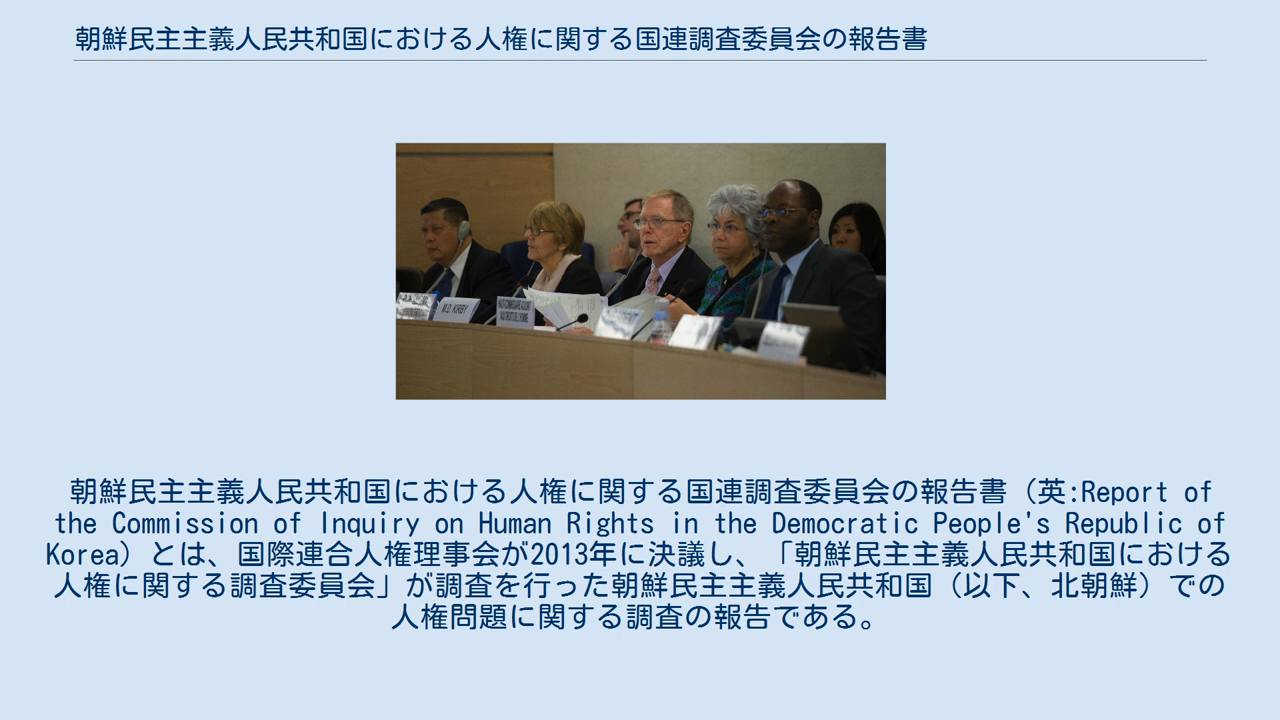 朝鮮民主主義人民共和国における人権に関する国連調査委員会の報告書
M.D. KIRBY
朝鮮民主主義人民共和国における人権に関する国連調査委員会の報告書（英:Report of
the Commission of Inquiry on Human Rights in the Democratic People's Republic of
Korea）とは、国際連合人権理事会が2013年に決議し、「朝鮮民主主義人民共和国における
人権に関する調査委員会」が調査を行った朝鮮民主主義人民共和国（以下、北朝鮮）での
人権問題に関する調査の報告である。